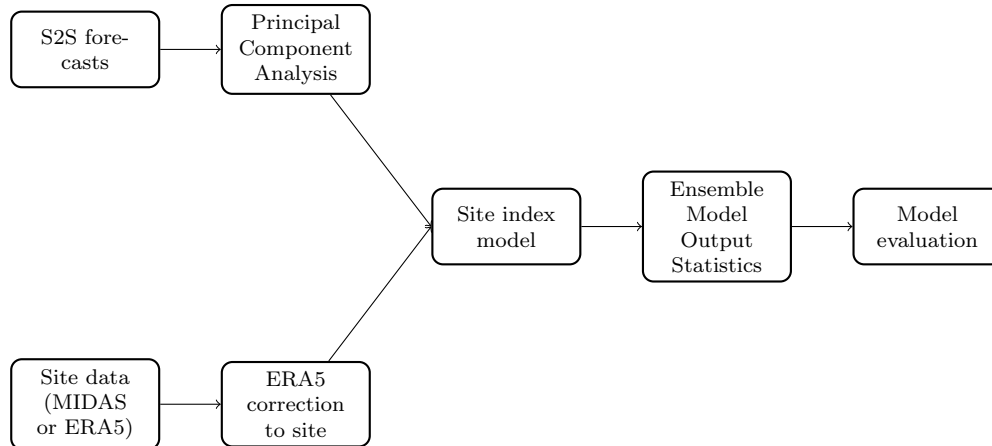 S2S fore-
casts
Principal
Component
Analysis
Site index
model
Ensemble
Model
Output
Statistics
Model
evaluation
Site data
(MIDAS
or ERA5)
ERA5
correction
to site